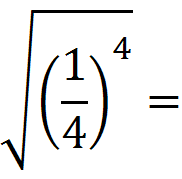 √(1/4)⁴ =